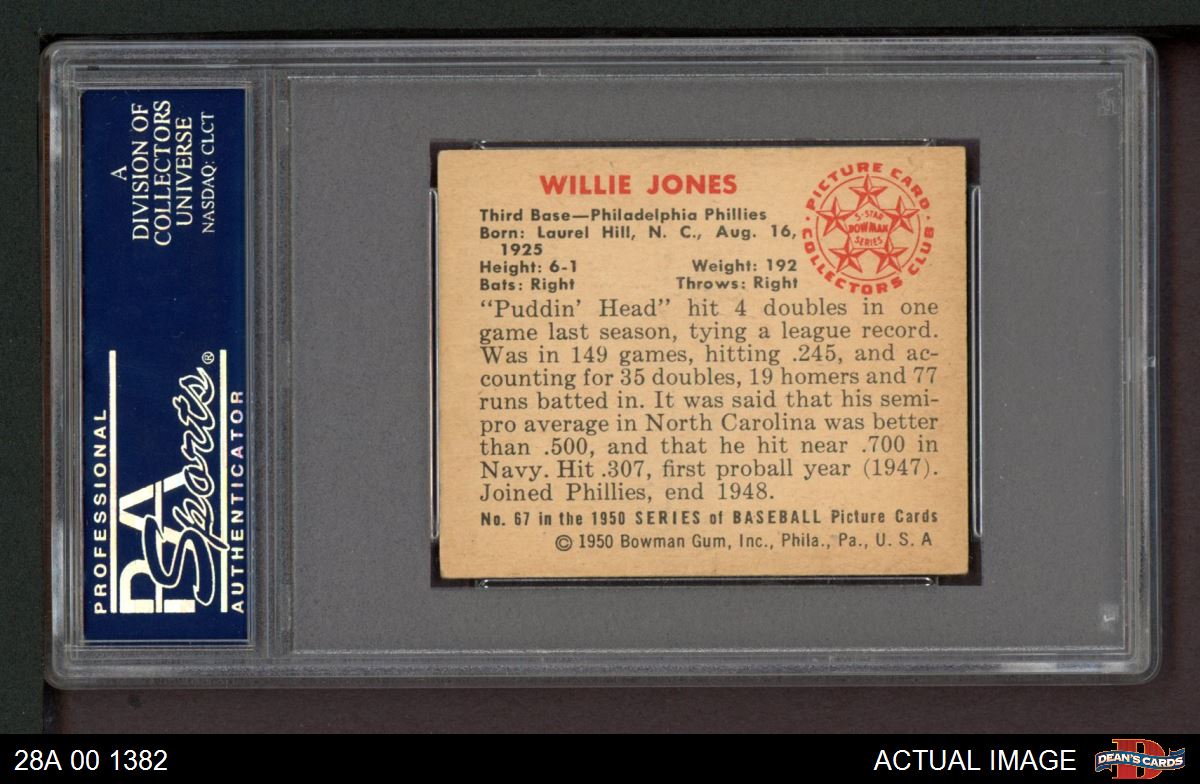 A
DIVISION OF
COLLECTORS
UNIVERSE
NASDAQ: CLCT
PROFESSIONAL
PSA
Sports®
AUTHENTICATOR
WILLIE JONES
Third Base—Philadelphia Phillies
Born: Laurel Hill, N. C., Aug. 16,
1925
Height: 6-1 Weight: 192
Bats: Right Throws: Right
PICTURE CARD
COLLECTORS CLUB
5-STAR
BOWMAN
SERIES
"Puddin' Head" hit 4 doubles in one
game last season, tying a league record.
Was in 149 games, hitting .245, and ac-
counting for 35 doubles, 19 homers and 77
runs batted in. It was said that his semi-
pro average in North Carolina was better
than .500, and that he hit near .700 in
Navy. Hit .307, first proball year (1947).
Joined Phillies, end 1948.
No. 67 in the 1950 SERIES of BASEBALL Picture Cards
© 1950 Bowman Gum, Inc., Phila., Pa., U. S. A
28A 00 1382
ACTUAL IMAGE
D
DEAN'S CARDS